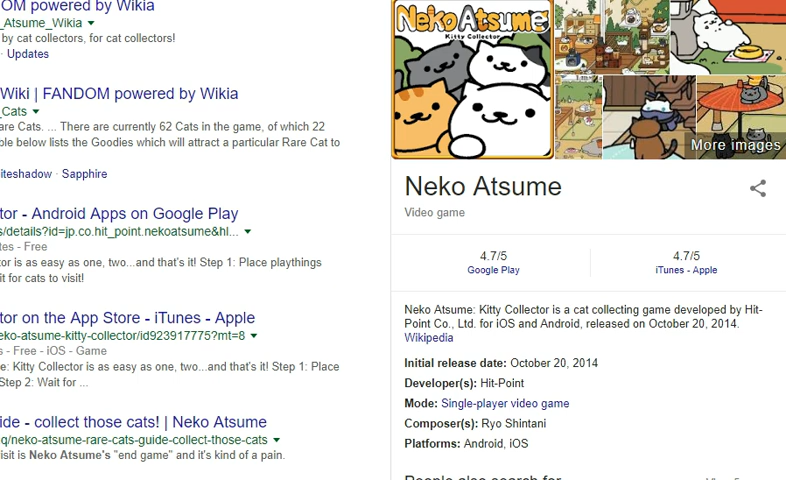 OM powered by Wikia
_Atsume_Wikia
by cat collectors, for cat collectors!
· Updates
Wiki | FANDOM powered by Wikia
_Cats
are Cats. ... There are currently 62 Cats in the game, of which 22
ble below lists the Goodies which will attract a particular Rare Cat to
iteshadow · Sapphire
tor - Android Apps on Google Play
s/details?id=jp.co.hit_point.nekoatsume&hl...
tes - Free
tor is as easy as one, two...and that's it! Step 1: Place playthings
it for cats to visit!
tor on the App Store - iTunes - Apple
eko-atsume-kitty-collector/id923917775?mt=8
s - Free - iOS - Game
e: Kitty Collector is as easy as one, two...and that's it! Step 1: Place
Step 2: Wait for ...
ide - collect those cats! | Neko Atsume
q/neko-atsume-rare-cats-guide-collect-those-cats
isit is Neko Atsume's "end game" and it's kind of a pain.
Neko Atsume
Kitty Collector
More images
Neko Atsume
Video game
4.7/5
Google Play
4.7/5
iTunes - Apple
Neko Atsume: Kitty Collector is a cat collecting game developed by Hit-
Point Co., Ltd. for iOS and Android, released on October 20, 2014.
Wikipedia
Initial release date: October 20, 2014
Developer(s): Hit-Point
Mode: Single-player video game
Composer(s): Ryo Shintani
Platforms: Android, iOS
People also search for